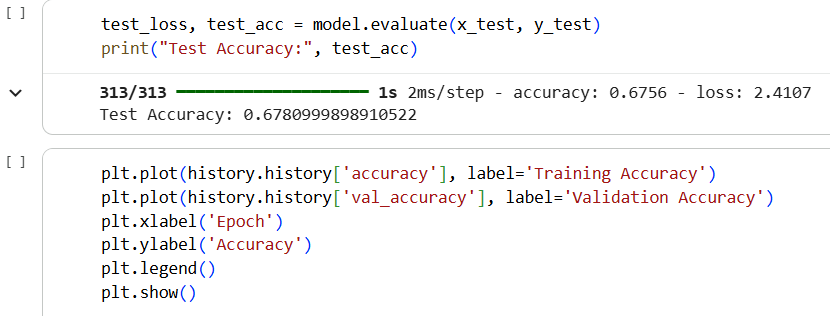 [ ]
test_loss, test_acc = model.evaluate(x_test, y_test)
print("Test Accuracy:", test_acc)
313/313 ━━━━━━━━━━━━━━━━━━━━ 1s 2ms/step - accuracy: 0.6756 - loss: 2.4107
Test Accuracy: 0.6780999898910522
[ ]
plt.plot(history.history['accuracy'], label='Training Accuracy')
plt.plot(history.history['val_accuracy'], label='Validation Accuracy')
plt.xlabel('Epoch')
plt.ylabel('Accuracy')
plt.legend()
plt.show()